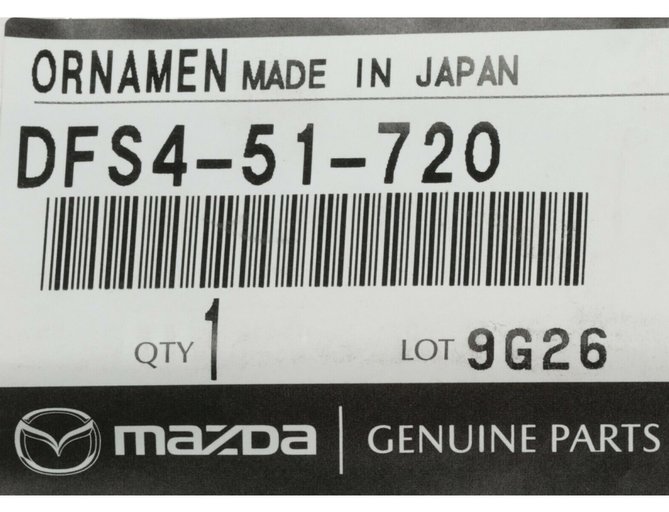 ORNAMEN MADE IN JAPAN
DFS4-51-720
QTY 1 LOT 9G26
mazda GENUINE PARTS